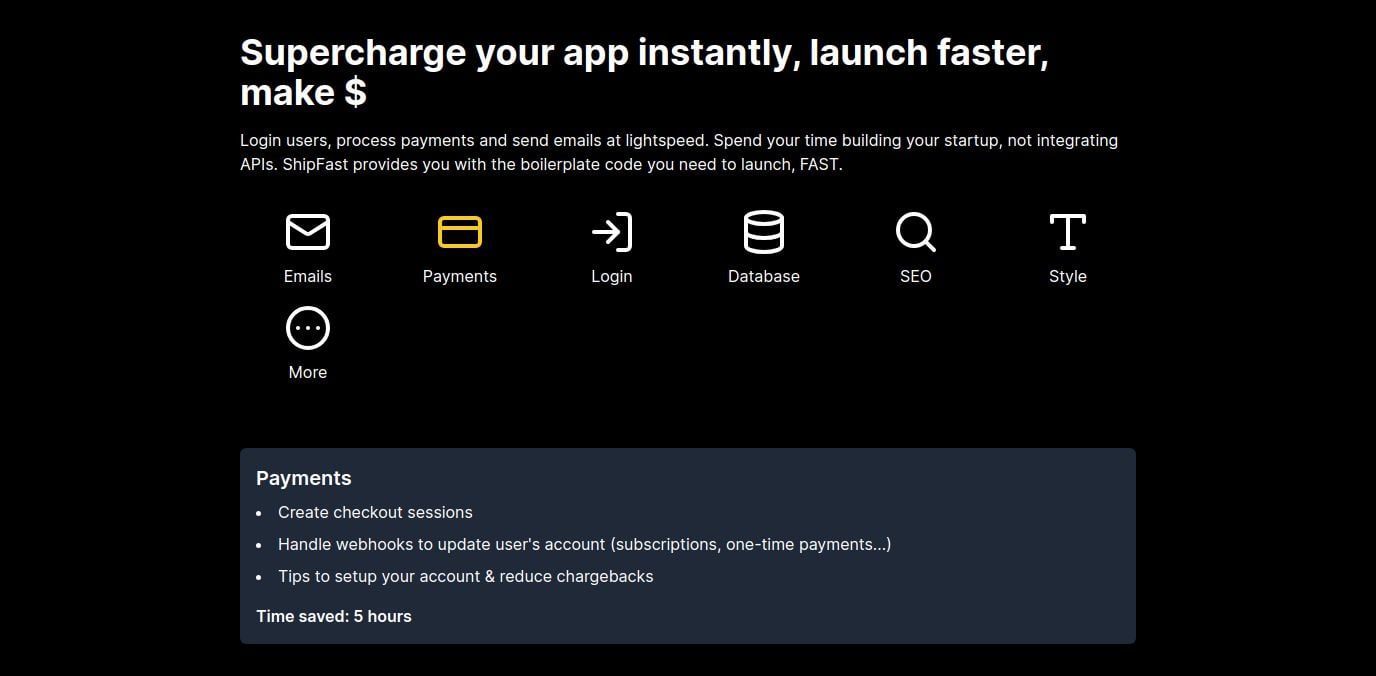 Supercharge your app instantly, launch faster,
make $
Login users, process payments and send emails at lightspeed. Spend your time building your startup, not integrating
APIs. ShipFast provides you with the boilerplate code you need to launch, FAST.
Emails Payments Login Database SEO Style
More
Payments
• Create checkout sessions
• Handle webhooks to update user's account (subscriptions, one-time payments...)
• Tips to setup your account & reduce chargebacks
Time saved: 5 hours